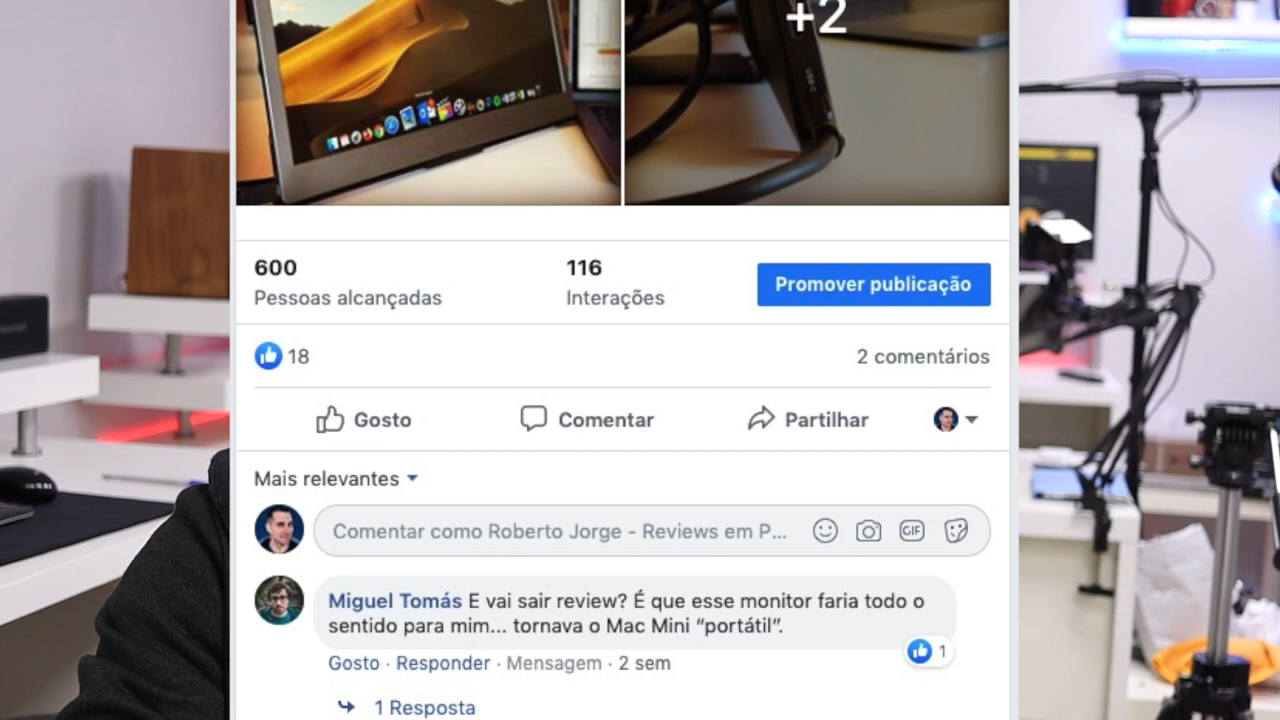 +2
USB-C
600
116
Promover publicação
Pessoas alcançadas
Interações
18
2 comentários
Gosto
Comentar
Partilhar
Mais relevantes
Comentar como Roberto Jorge - Reviews em P...
GIF
Miguel Tomás E vai sair review? É que esse monitor faria todo o
sentido para mim... tornava o Mac Mini “portátil”.
1
Gosto · Responder · Mensagem · 2 sem
1 Resposta